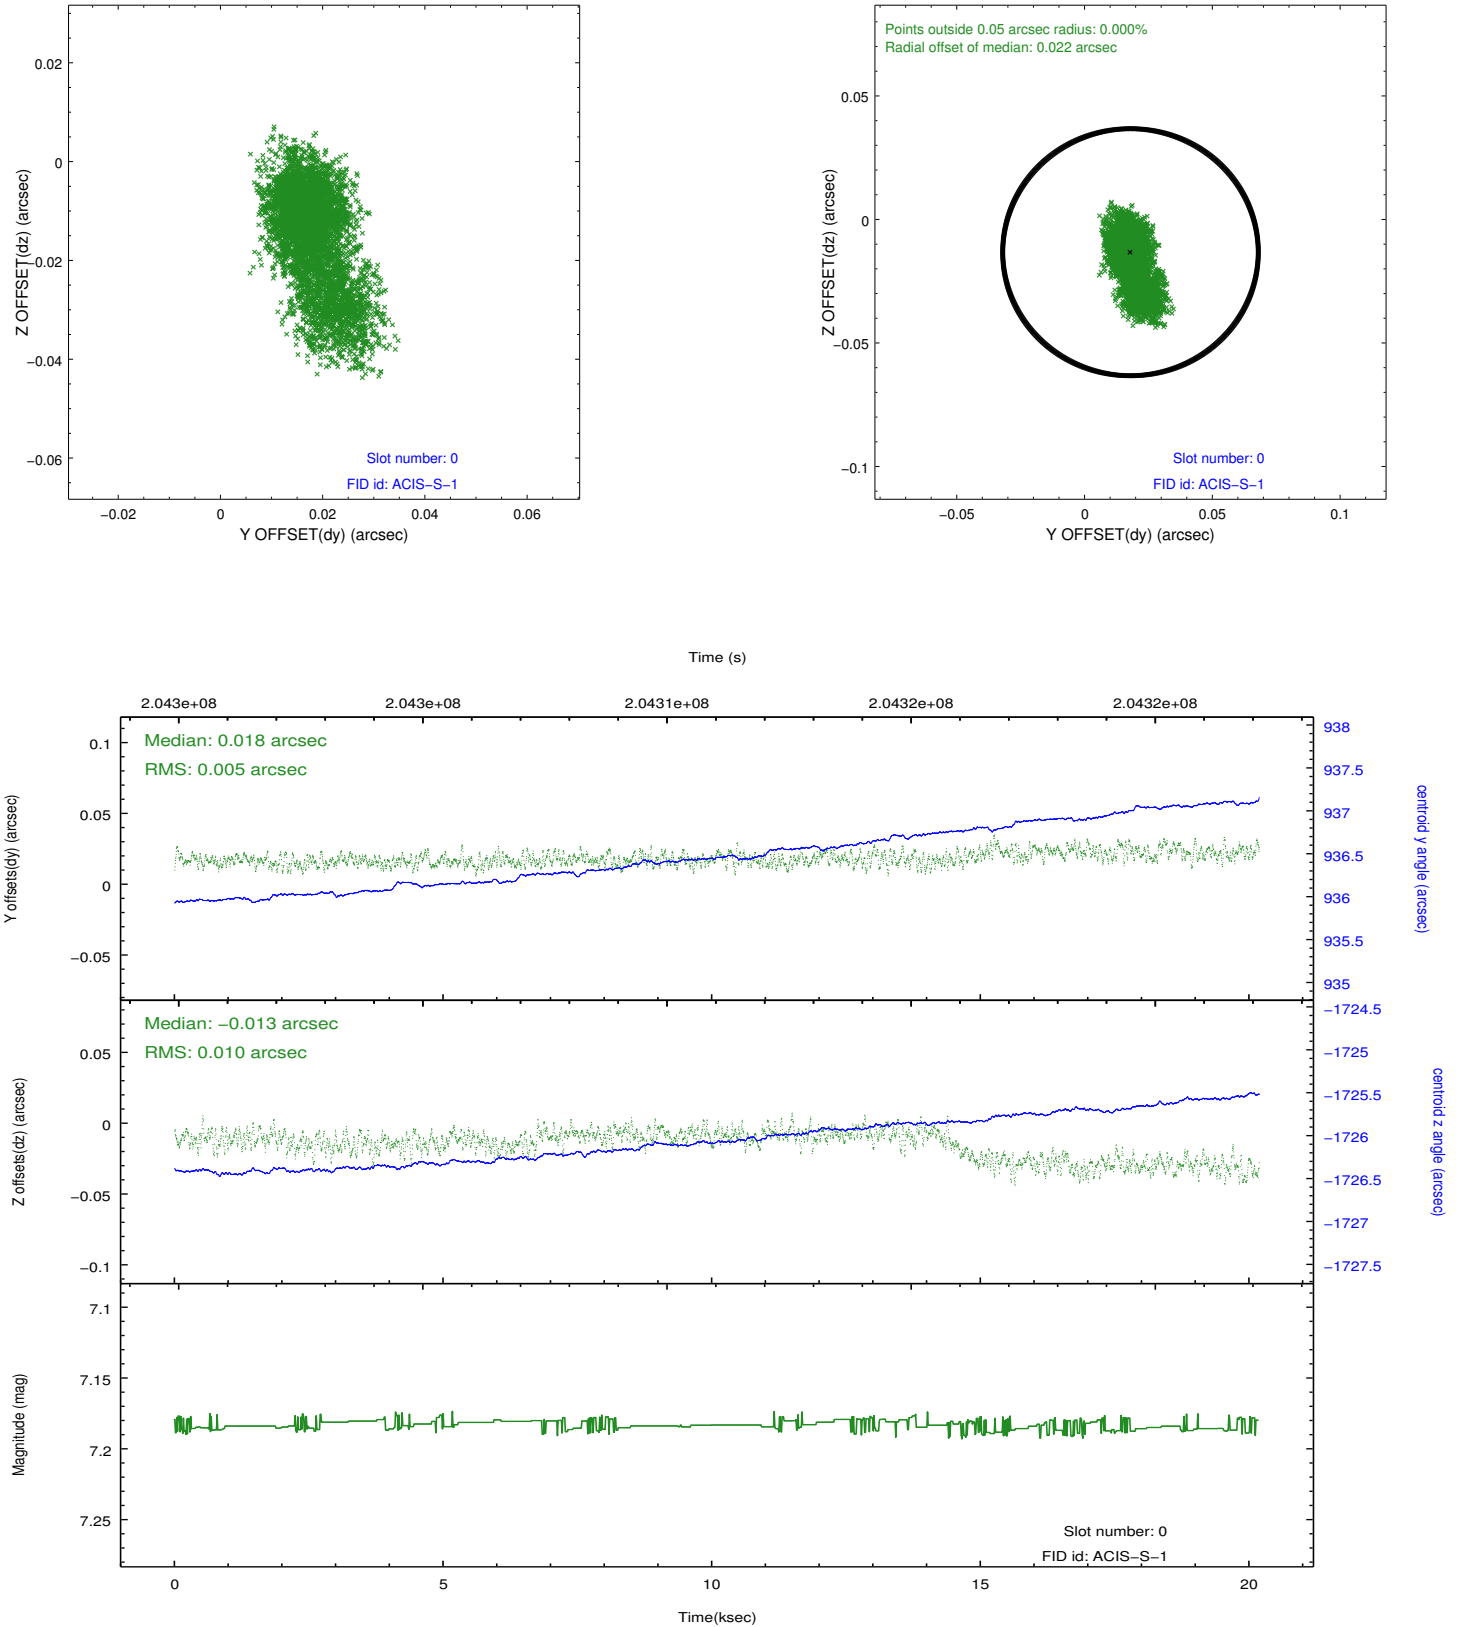 0.02
0
−0.02
−0.04
−0.06
Z OFFSET(dz) (arcsec)
Slot number: 0
FID id: ACIS−S−1
−0.02
0
0.02
0.04
0.06
Y OFFSET(dy) (arcsec)
Points outside 0.05 arcsec radius: 0.000%
Radial offset of median: 0.022 arcsec
0.05
0
−0.05
−0.1
Z OFFSET(dz) (arcsec)
Slot number: 0
FID id: ACIS−S−1
−0.05
0
0.05
0.1
Y OFFSET(dy) (arcsec)
Time (s)
2.043e+08
2.043e+08
2.0431e+08
2.0432e+08
2.0432e+08
Median: 0.018 arcsec
RMS: 0.005 arcsec
0.1
0.05
0
−0.05
Y offsets(dy) (arcsec)
938
937.5
937
936.5
936
935.5
935
centroid y angle (arcsec)
Median: −0.013 arcsec
RMS: 0.010 arcsec
0.05
0
−0.05
−0.1
Z offsets(dz) (arcsec)
−1724.5
−1725
−1725.5
−1726
−1726.5
−1727
−1727.5
centroid z angle (arcsec)
7.1
7.15
7.2
7.25
Magnitude (mag)
Slot number: 0
FID id: ACIS−S−1
0
5
10
15
20
Time(ksec)